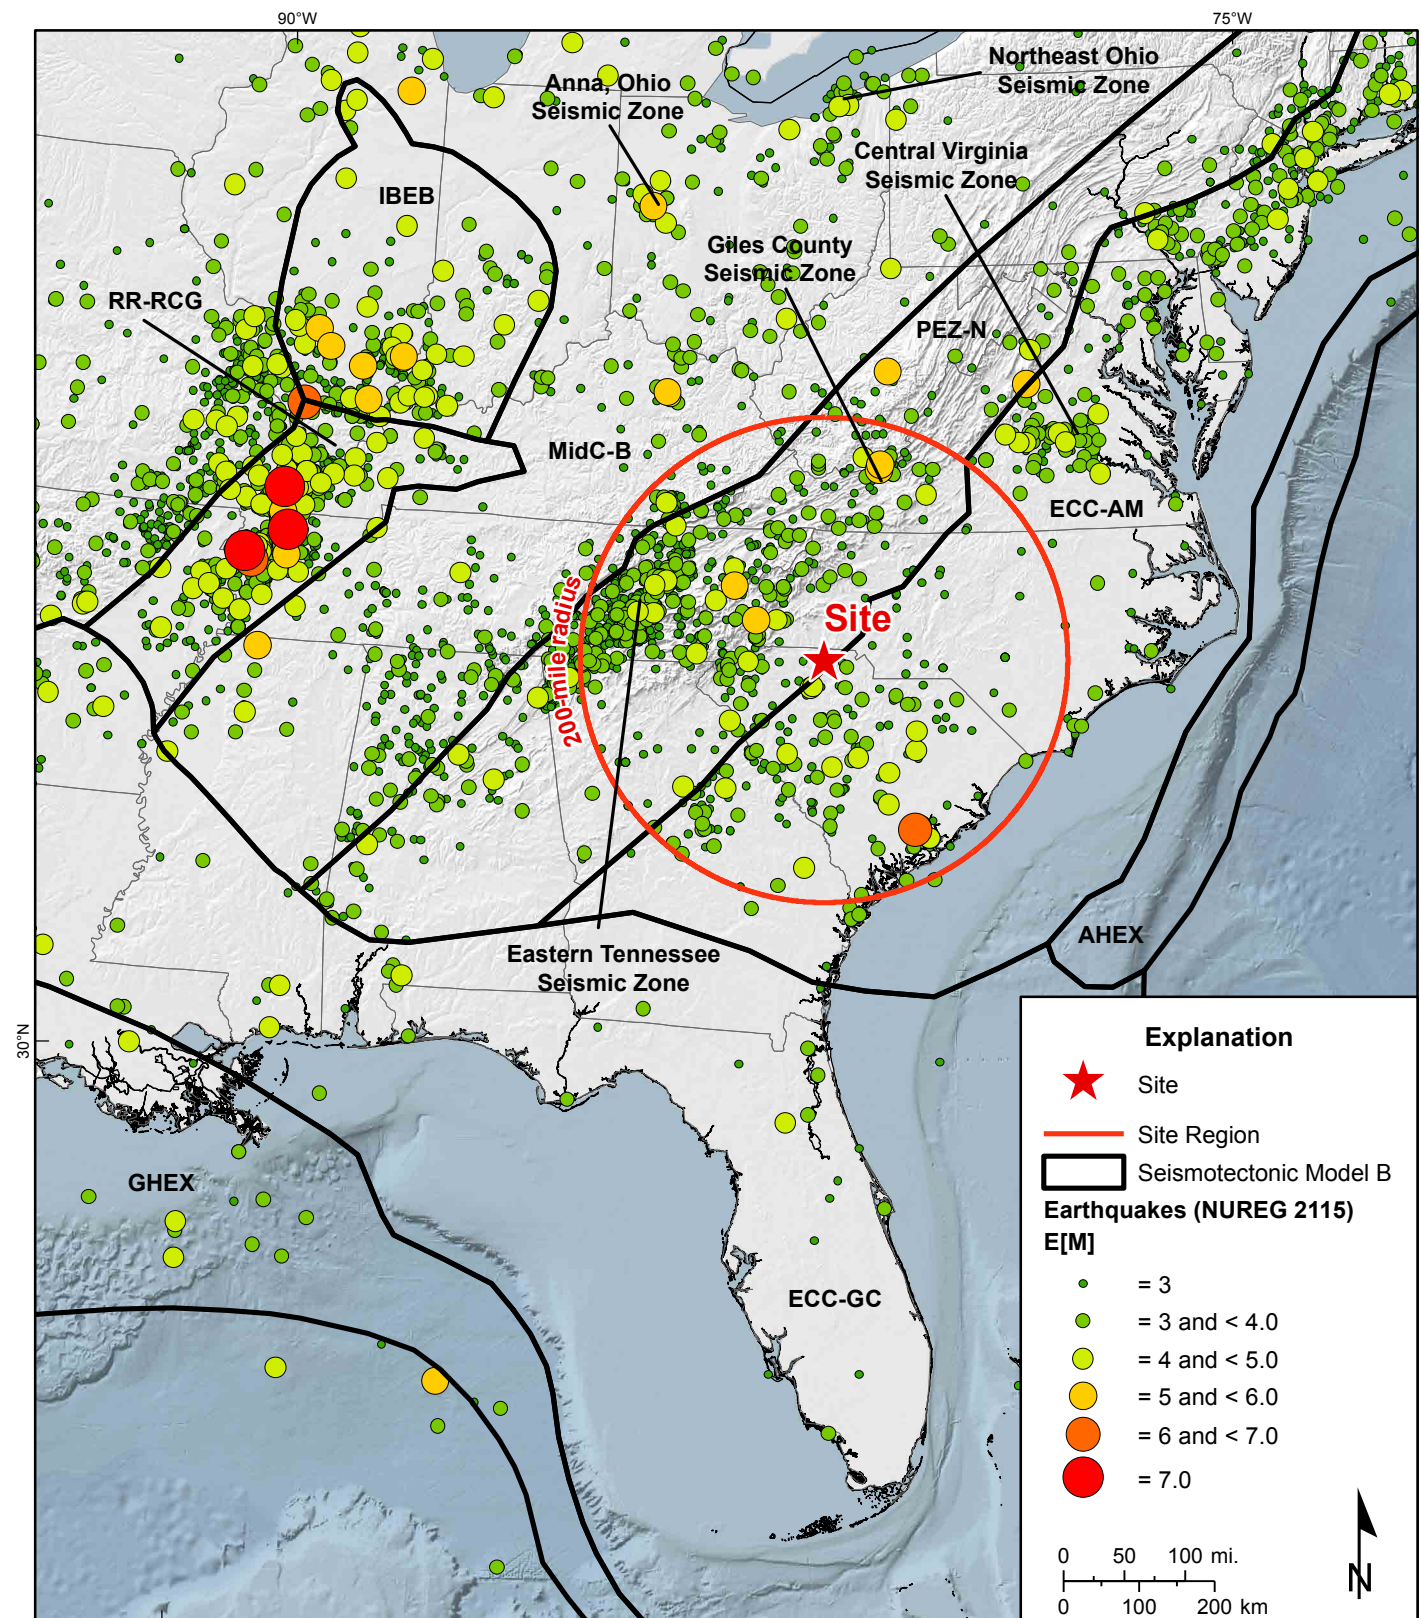 90°W
75°W
Northeast Ohio
Seismic Zone
Anna, Ohio
Seismic Zone
Central Virginia
Seismic Zone
IBEB
Giles County
Seismic Zone
RR-RCG
PEZ-N
MidC-B
ECC-AM
200-mile radius
Site
Eastern Tennessee
Seismic Zone
AHEX
30°N
GHEX
ECC-GC
Explanation
Site
Site Region
Seismotectonic Model B
Earthquakes (NUREG 2115)
E[M]
= 3
= 3 and < 4.0
= 4 and < 5.0
= 5 and < 6.0
= 6 and < 7.0
= 7.0
0 50 100 mi.
0 100 200 km
N